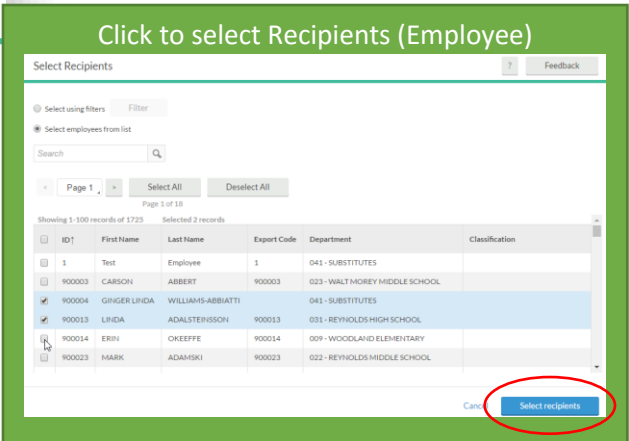 Click to select Recipients (Employee)
Select Recipients ? Feedback
Select using filters Filter
Select employees from list
Search
< Page 1 > Select All Deselect All
Page 1 of 18
Showing 1-100 records of 1725 Selected 2 records
ID↑ First Name Last Name Export Code Department Classification
1 Test Employee 1 041 - SUBSTITUTES
900003 CARSON ABBERT 900003 023 - WALT MOREY MIDDLE SCHOOL
900004 GINGER LINDA WILLIAMS-ABBIATTI 041 - SUBSTITUTES
900013 LINDA ADALSTEINSSON 900013 031 - REYNOLDS HIGH SCHOOL
900014 ERIN OKEEFFE 900014 009 - WOODLAND ELEMENTARY
900023 MARK ADAMSKI 900023 022 - REYNOLDS MIDDLE SCHOOL
Cancel Select recipients